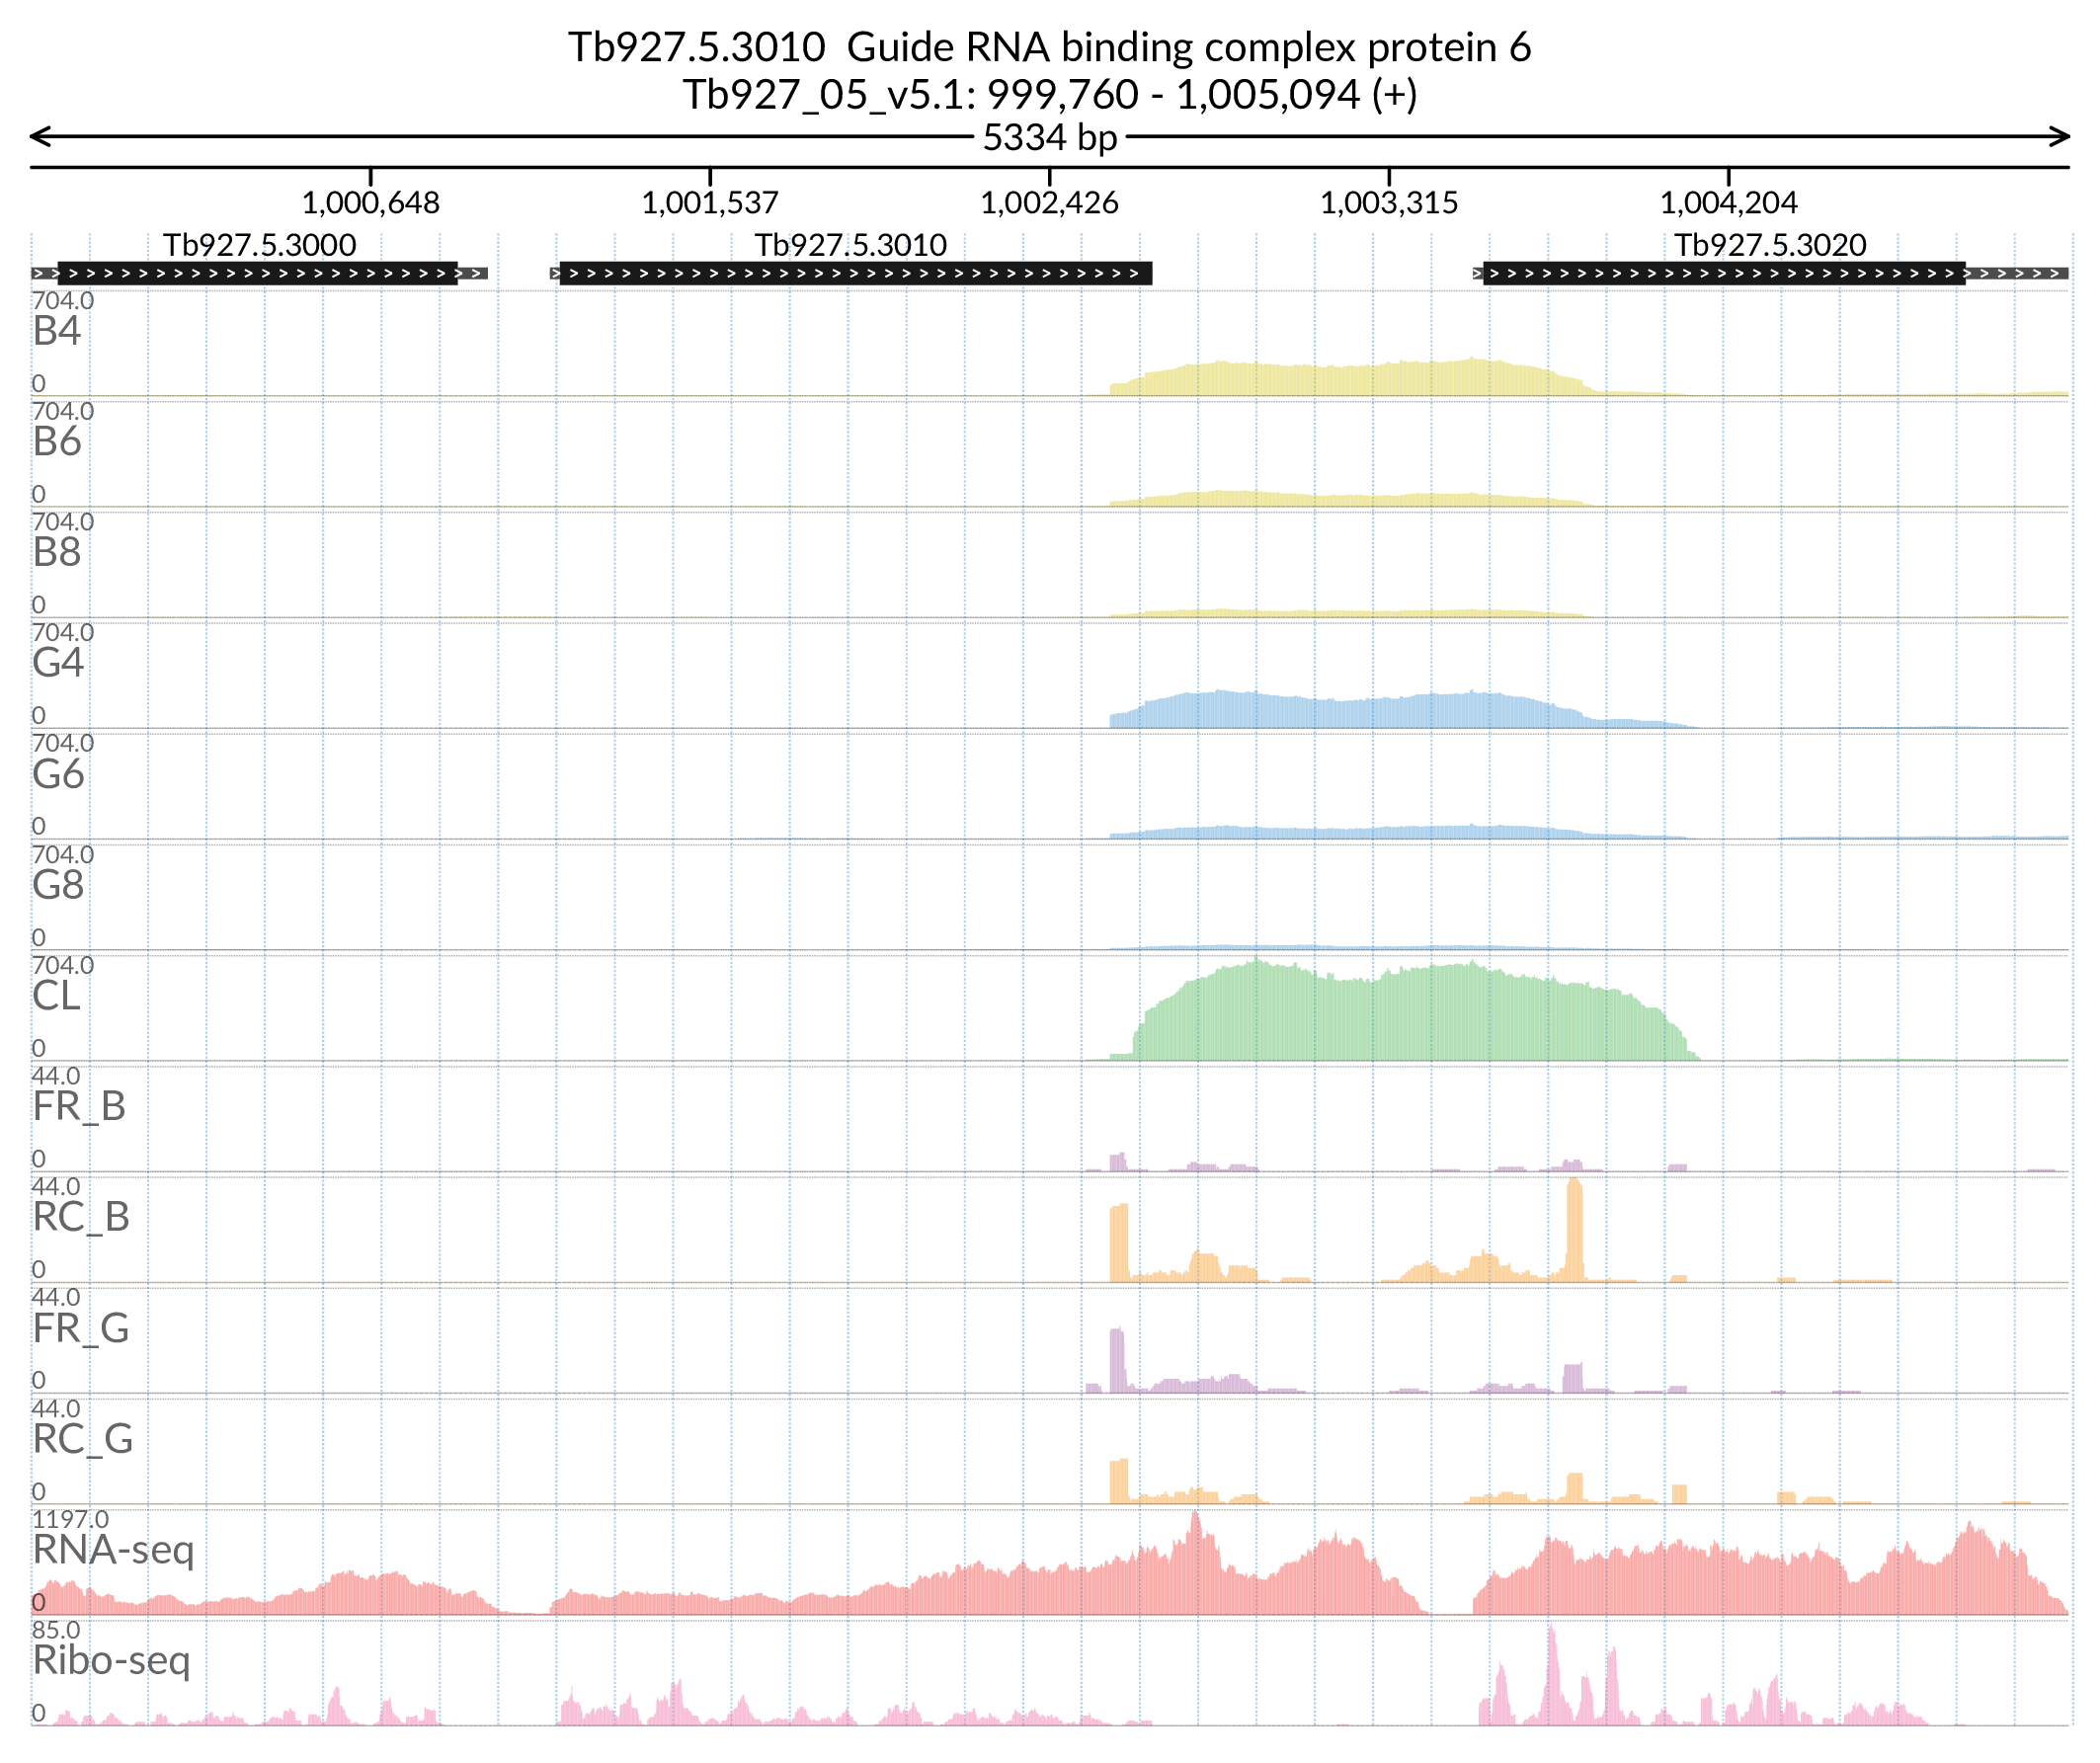 Tb927.5.3010  Guide RNA binding complex protein 6
Tb927_05_v5.1: 999,760 - 1,005,094 (+)
5334 bp
1,000,648 1,001,537 1,002,426 1,003,315 1,004,204
Tb927.5.3000 Tb927.5.3010 Tb927.5.3020
704.0
B4
0
704.0
B6
0
704.0
B8
0
704.0
G4
0
704.0
G6
0
704.0
G8
0
704.0
CL
0
44.0
FR_B
0
44.0
RC_B
0
44.0
FR_G
0
44.0
RC_G
0
1197.0
RNA-seq
0
85.0
Ribo-seq
0